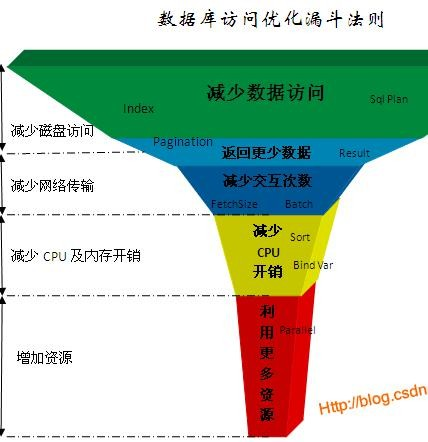 数据库访问优化漏斗法则
减少数据访问
Index
Sql Plan
减少磁盘访问
Pagination
返回更少数据
Result
减少网络传输
减少交互次数
FetchSize
Batch
减少 CPU 及内存开销
减少
CPU
开销
Sort
Bind Var
增加资源
利用更多资源
Parallel
Http://blog.csdn